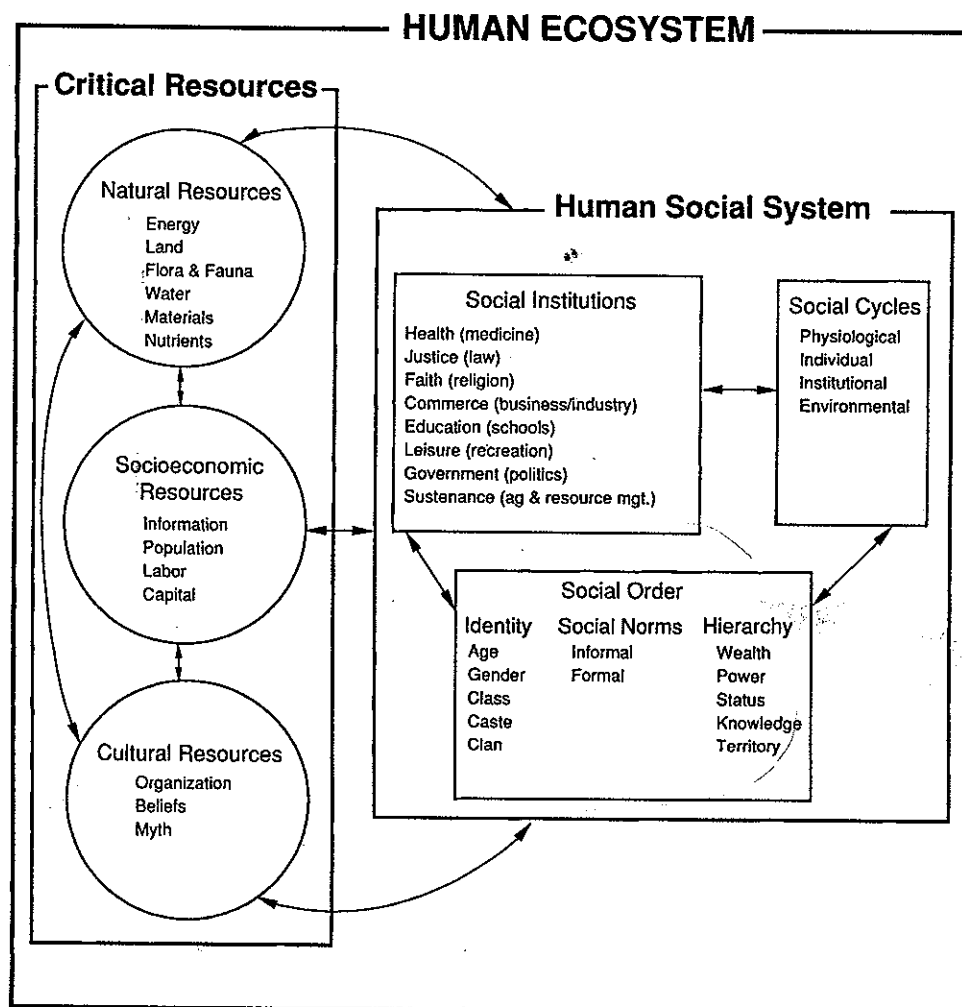 HUMAN ECOSYSTEM
Critical Resources
Natural Resources
Energy
Land
Flora & Fauna
Water
Materials
Nutrients
Socioeconomic
Resources
Information
Population
Labor
Capital
Cultural Resources
Organization
Beliefs
Myth
Human Social System
Social Institutions
Health (medicine)
Justice (law)
Faith (religion)
Commerce (business/industry)
Education (schools)
Leisure (recreation)
Government (politics)
Sustenance (ag & resource mgt.)
Social Cycles
Physiological
Individual
Institutional
Environmental
Social Order
Identity
Age
Gender
Class
Caste
Clan
Social Norms
Informal
Formal
Hierarchy
Wealth
Power
Status
Knowledge
Territory